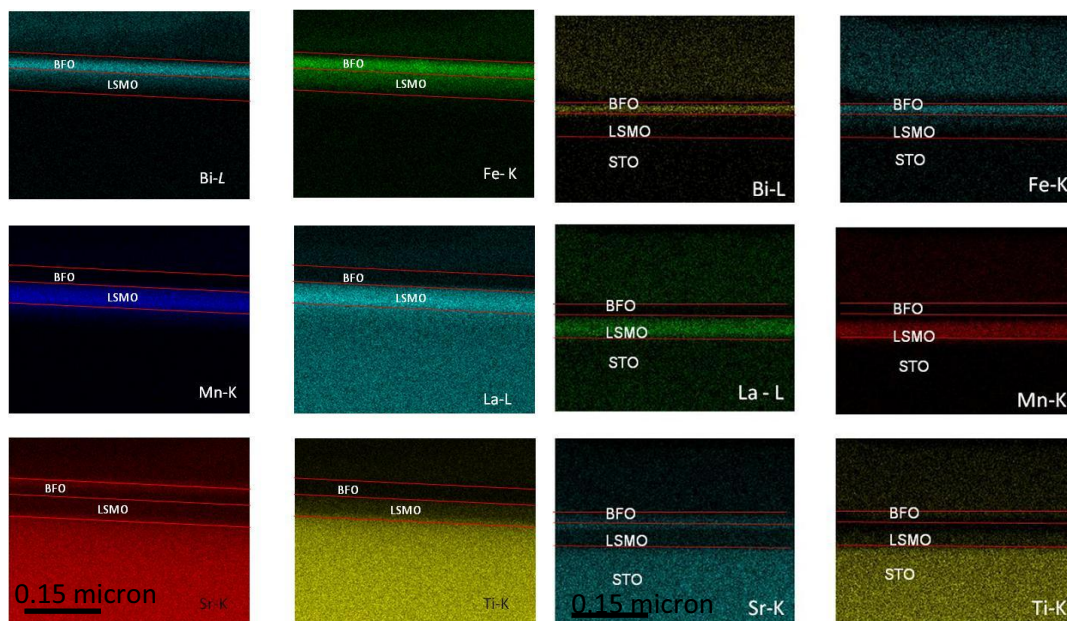 BFO
LSMO
Bi-L
BFO
LSMO
Fe- K
BFO
LSMO
STO
Bi-L
BFO
LSMO
STO
Fe-K
BFO
LSMO
Mn-K
BFO
LSMO
La-L
BFO
LSMO
STO
La - L
BFO
LSMO
STO
Mn-K
BFO
LSMO
0.15 micron
Sr-K
BFO
LSMO
Ti-K
BFO
LSMO
STO
0.15 micron
Sr-K
BFO
LSMO
STO
Ti-K